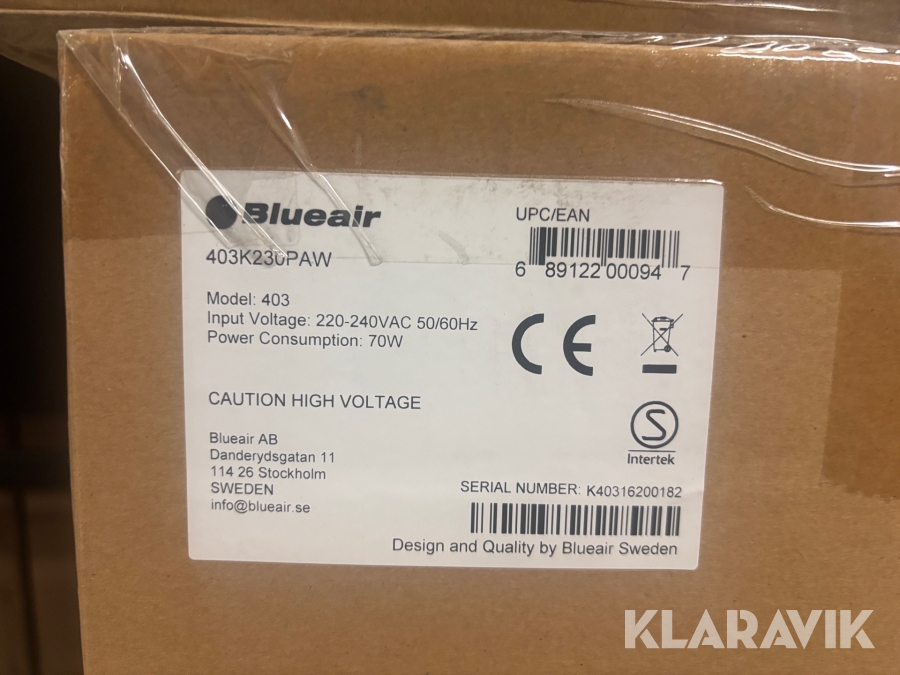 Blueair
403K230PAW
Model: 403
Input Voltage: 220-240VAC 50/60Hz
Power Consumption: 70W
CAUTION HIGH VOLTAGE
Blueair AB
Danderydsgatan 11
114 26 Stockholm
SWEDEN
info@blueair.se
UPC/EAN
6 89122 00094 7
CE
S
Intertek
SERIAL NUMBER: K40316200182
Design and Quality by Blueair Sweden
KLARAVIK